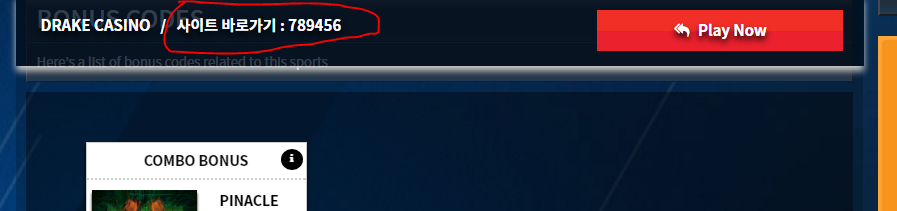 BONUS CODES
DRAKE CASINO / 사이트 바로가기 : 789456
Play Now
Here's a list of bonus codes related to this sports
COMBO BONUS
i
PINACLE